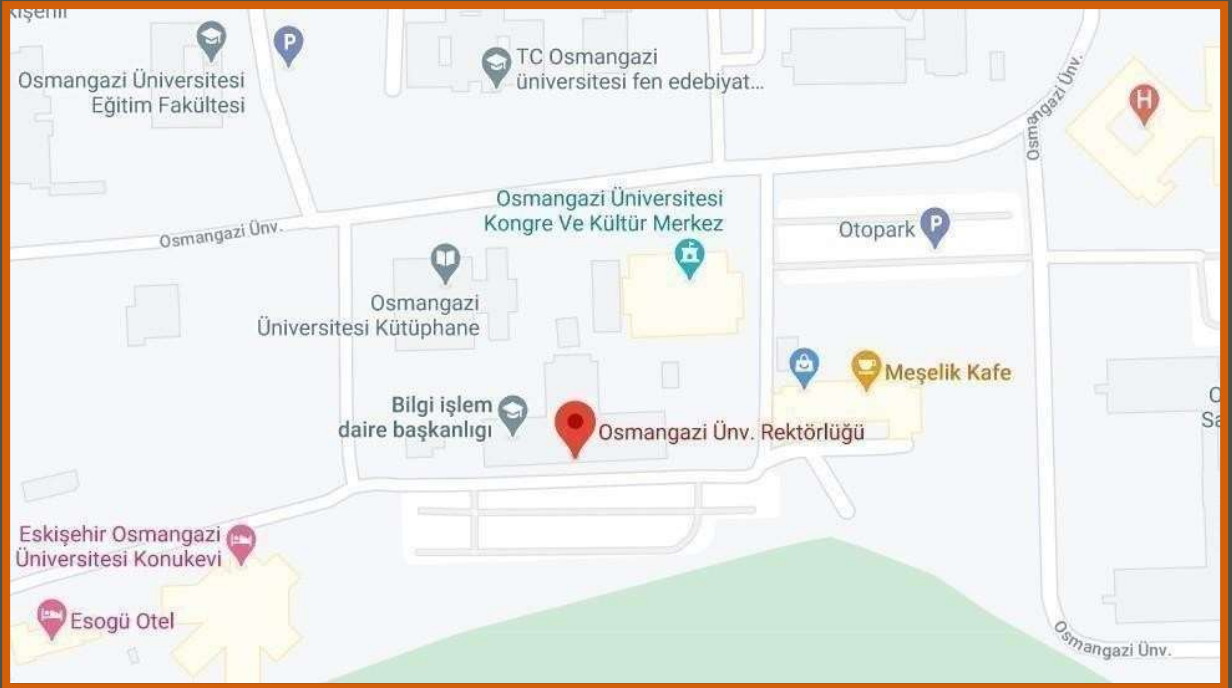 Osmangazi Üniversitesi
Eğitim Fakültesi
P
TC Osmangazi
üniversitesi fen edebiyat...
Osmangazi Ünv.
H
Osmangazi Üniversitesi
Kongre Ve Kültür Merkez
Otopark P
Osmangazi Ünv.
Osmangazi
Üniversitesi Kütüphane
Meşelik Kafe
Bilgi işlem
daire başkanlıgı
Osmangazi Ünv. Rektörlüğü
Eskişehir Osmangazi
Üniversitesi Konukevi
Esogü Otel
Osmangazi Ünv.